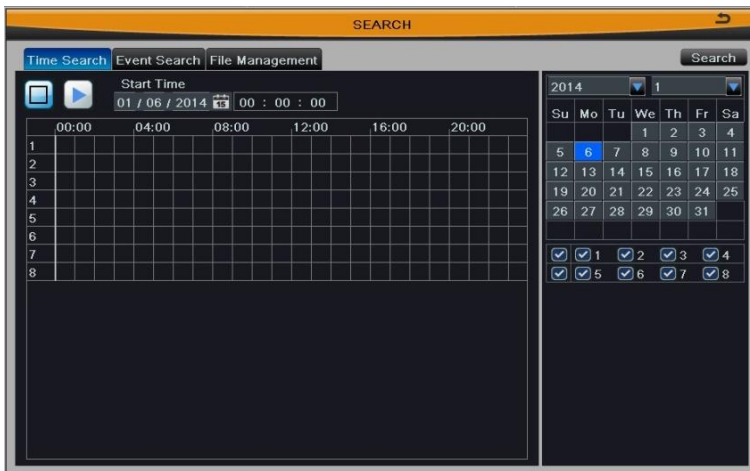 SEARCH
Time Search Event Search File Management Search
Start Time
01 / 06 / 2014 15 00 : 00 : 00
00:00 04:00 08:00 12:00 16:00 20:00
1
2
3
4
5
6
7
8
2014 1
Su Mo Tu We Th Fr Sa
1 2 3 4
5 6 7 8 9 10 11
12 13 14 15 16 17 18
19 20 21 22 23 24 25
26 27 28 29 30 31
1 2 3 4
5 6 7 8